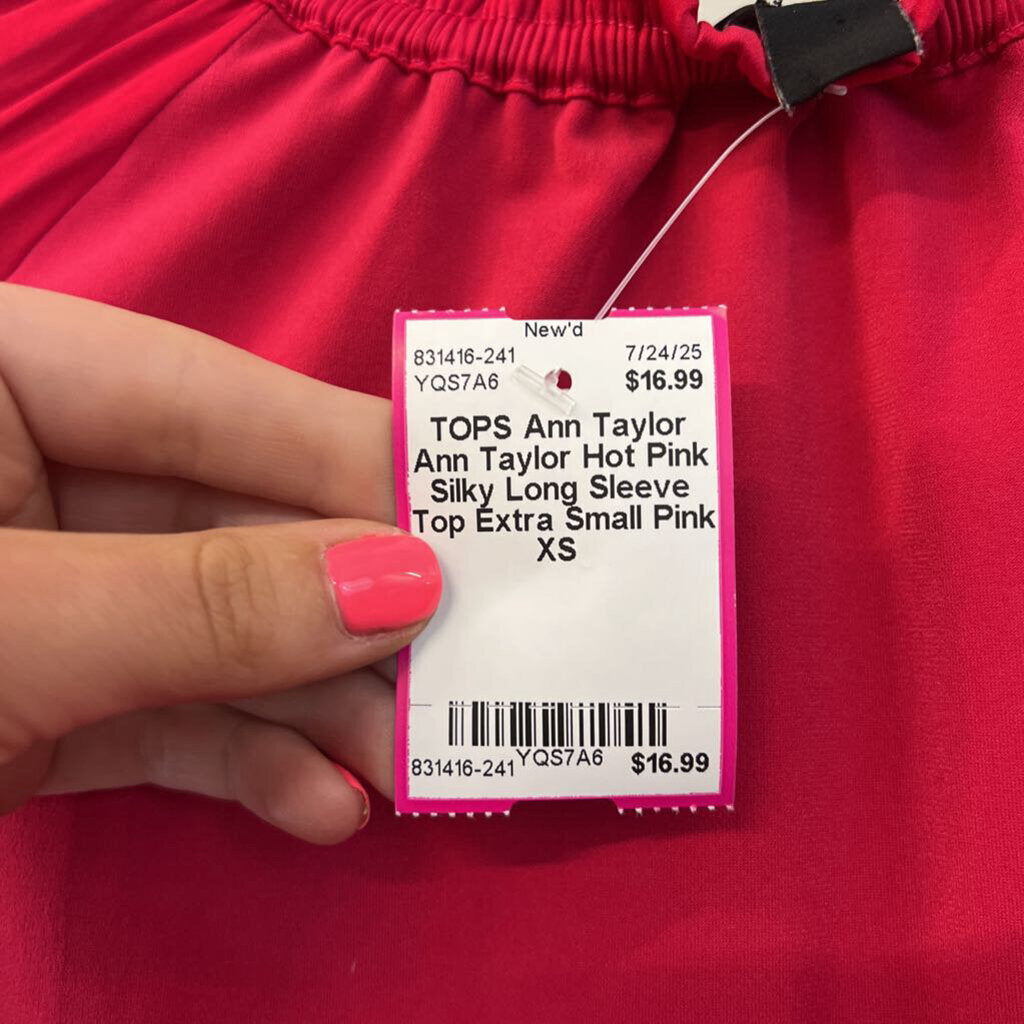 New'd
831416-241 7/24/25
YQS7A6 $16.99
TOPS Ann Taylor
Ann Taylor Hot Pink
Silky Long Sleeve
Top Extra Small Pink
XS
831416-241 YQS7A6 $16.99